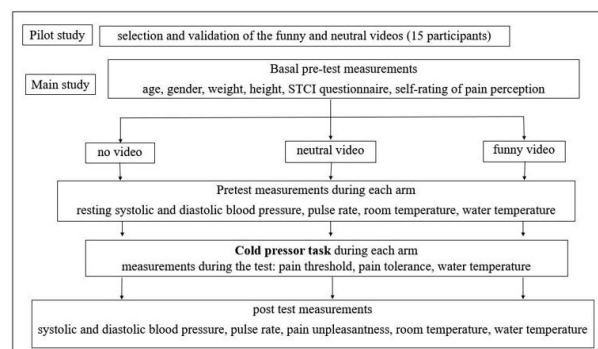 Pilot study
selection and validation of the funny and neutral videos (15 participants)
Main study
Basal pre-test measurements
age, gender, weight, height, STCI questionnaire, self-rating of pain perception
no video
neutral video
funny video
Pretest measurements during each arm
resting systolic and diastolic blood pressure, pulse rate, room temperature, water temperature
Cold pressor task during each arm
measurements during the test: pain threshold, pain tolerance, water temperature
post test measurements
systolic and diastolic blood pressure, pulse rate, pain unpleasantness, room temperature, water temperature